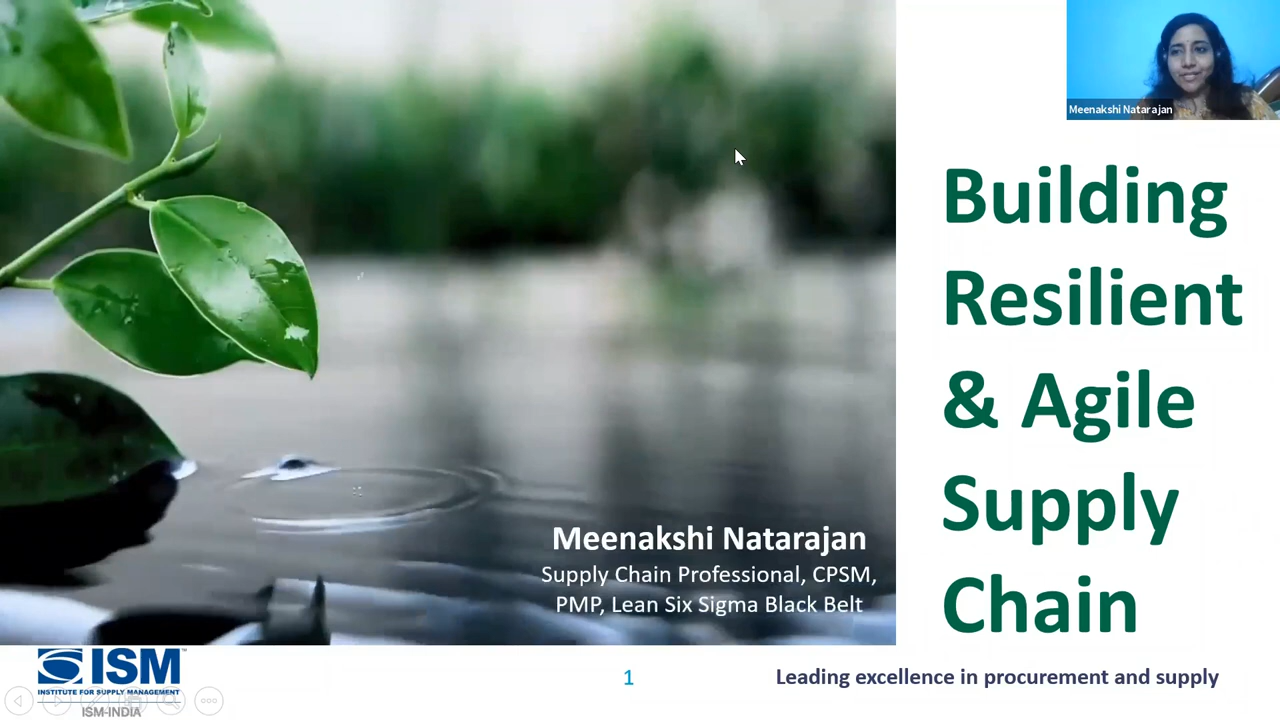 Meenakshi Natarajan
Building
Resilient
& Agile
Supply
Chain
Meenakshi Natarajan
Supply Chain Professional, CPSM,
PMP, Lean Six Sigma Black Belt
ISM™
INSTITUTE FOR SUPPLY MANAGEMENT
ISM-INDIA
1
Leading excellence in procurement and supply